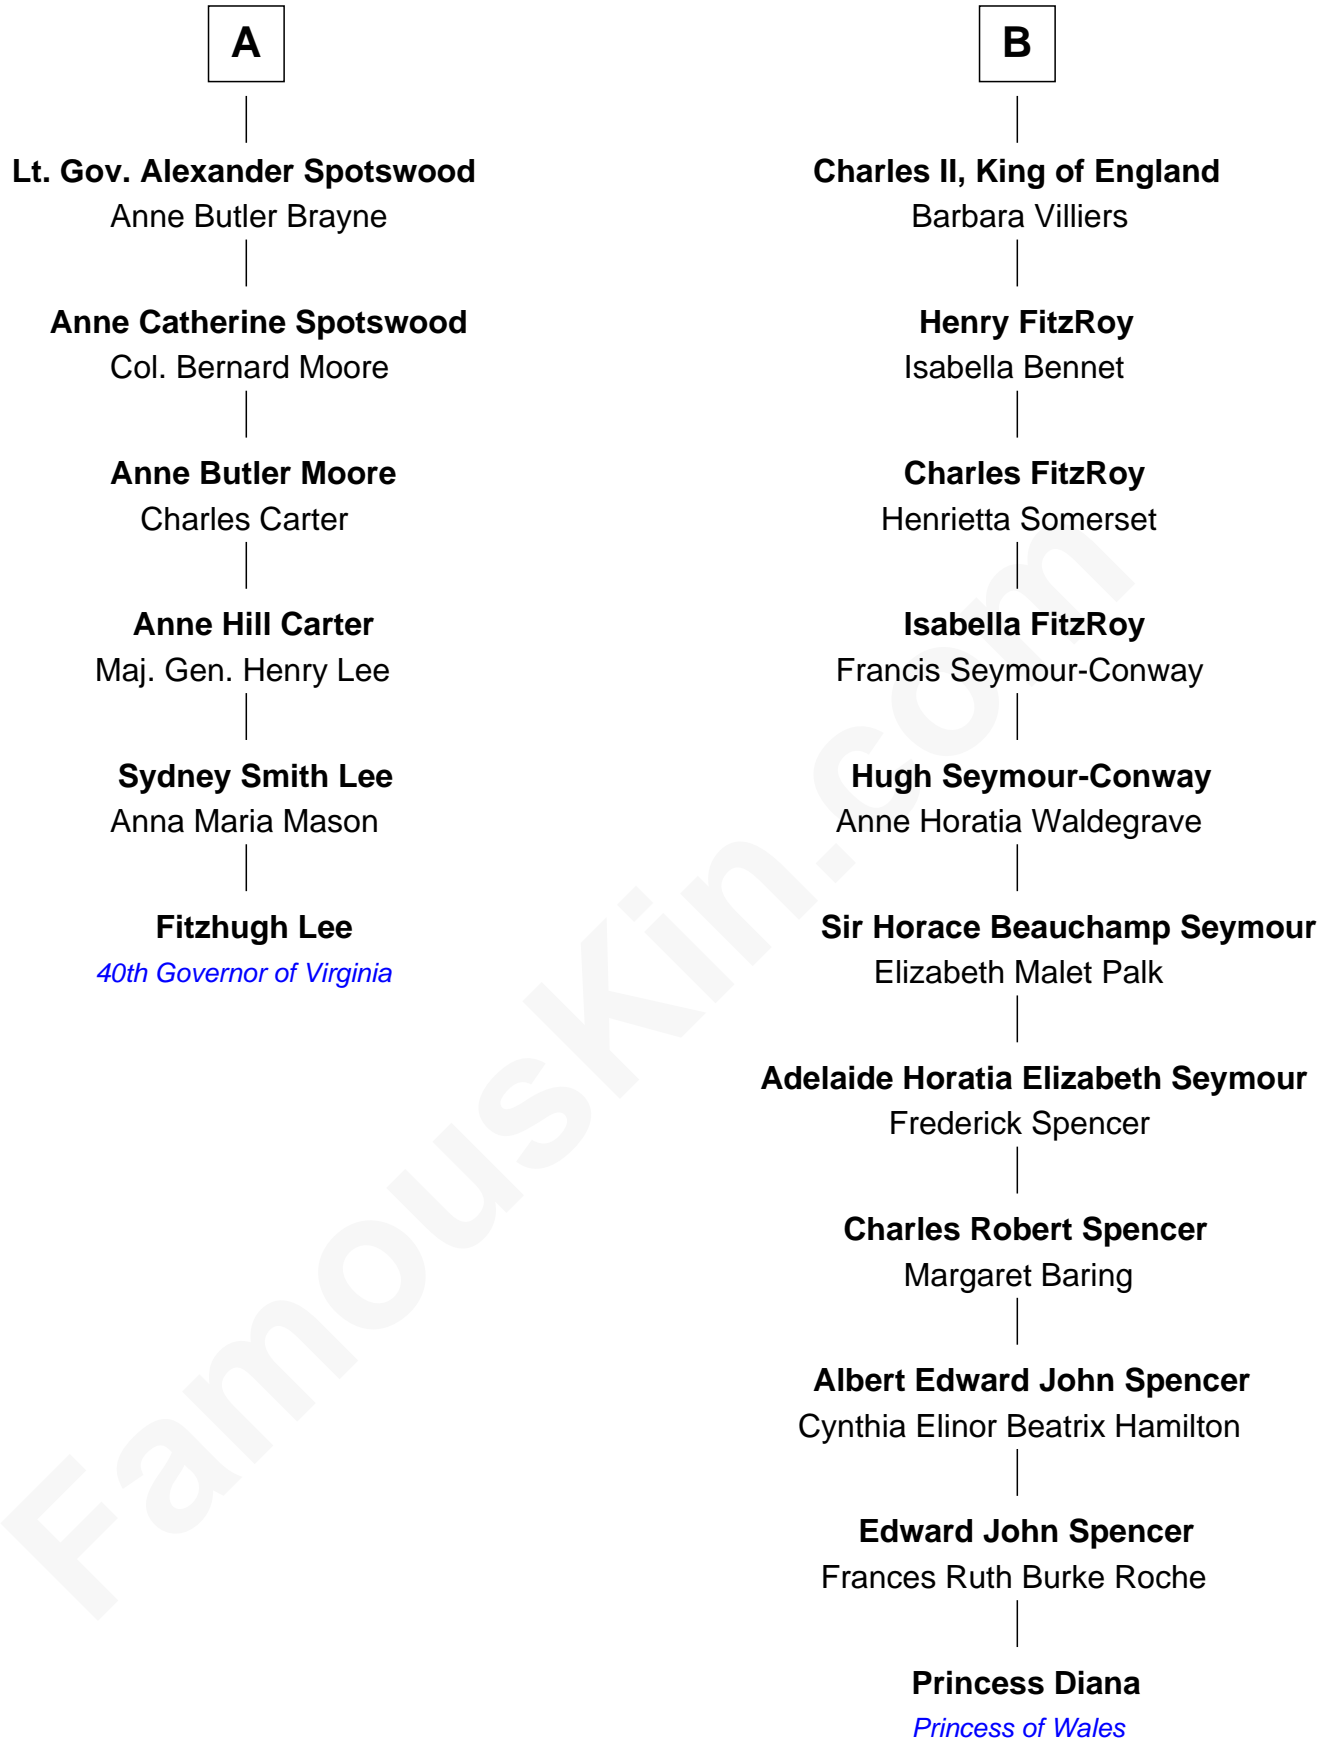 A
Lt. Gov. Alexander Spotswood
Anne Butler Brayne
Anne Catherine Spotswood
Col. Bernard Moore
Anne Butler Moore
Charles Carter
Anne Hill Carter
Maj. Gen. Henry Lee
Sydney Smith Lee
Anna Maria Mason
Fitzhugh Lee
40th Governor of Virginia
B
Charles II, King of England
Barbara Villiers
Henry FitzRoy
Isabella Bennet
Charles FitzRoy
Henrietta Somerset
Isabella FitzRoy
Francis Seymour-Conway
Hugh Seymour-Conway
Anne Horatia Waldegrave
Sir Horace Beauchamp Seymour
Elizabeth Malet Palk
Adelaide Horatia Elizabeth Seymour
Frederick Spencer
Charles Robert Spencer
Margaret Baring
Albert Edward John Spencer
Cynthia Elinor Beatrix Hamilton
Edward John Spencer
Frances Ruth Burke Roche
Princess Diana
Princess of Wales
FamousKin.com